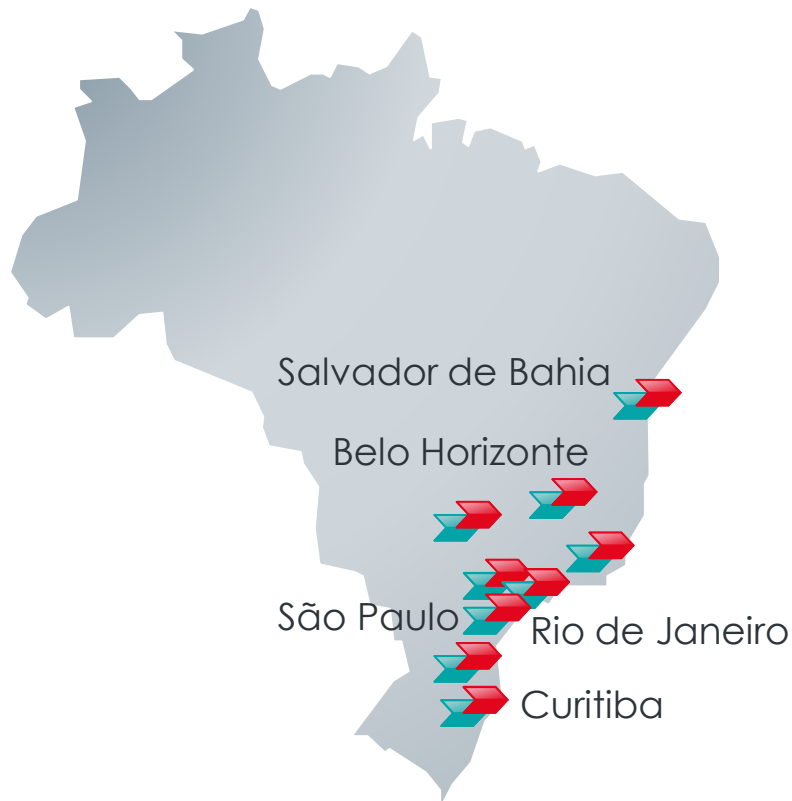 Salvador de Bahia
Belo Horizonte
São Paulo
Rio de Janeiro
Curitiba